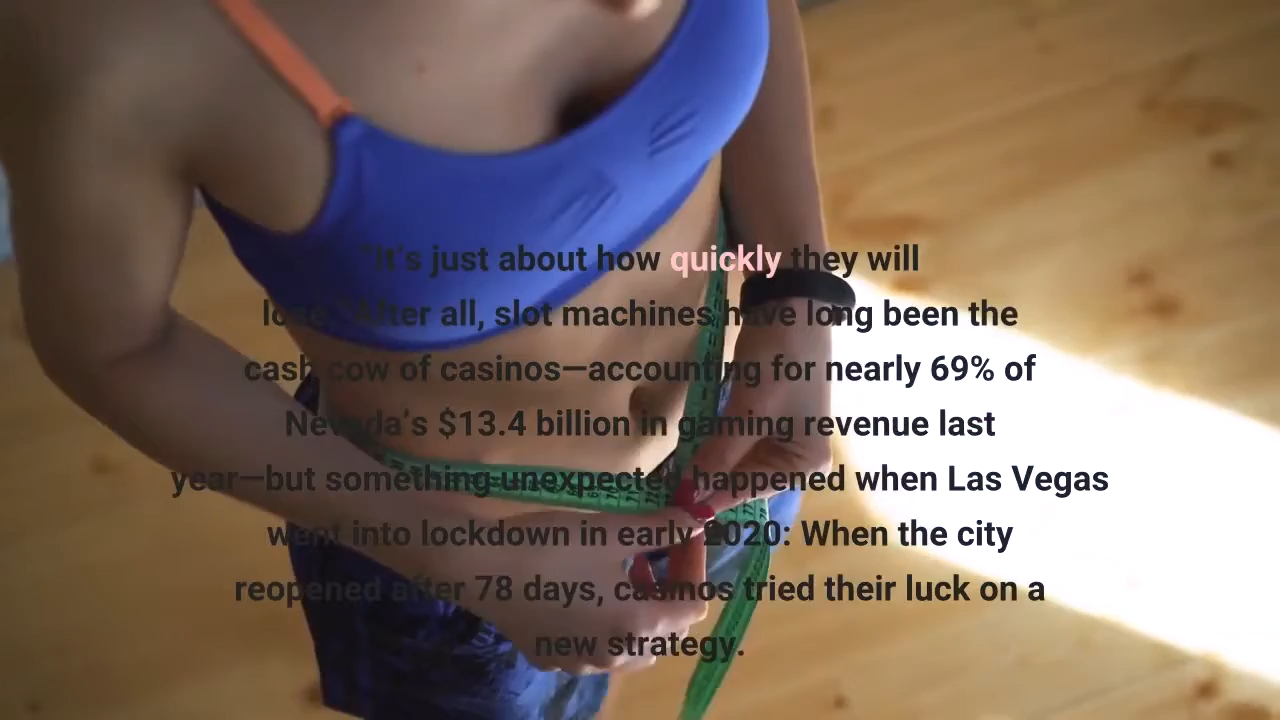 "It's just about how quickly they will
lose."After all, slot machines have long been the
cash cow of casinos—accounting for nearly 69% of
Nevada's $13.4 billion in gaming revenue last
year—but something unexpected happened when Las Vegas
went into lockdown in early 2020: When the city
reopened after 78 days, casinos tried their luck on a
new strategy.